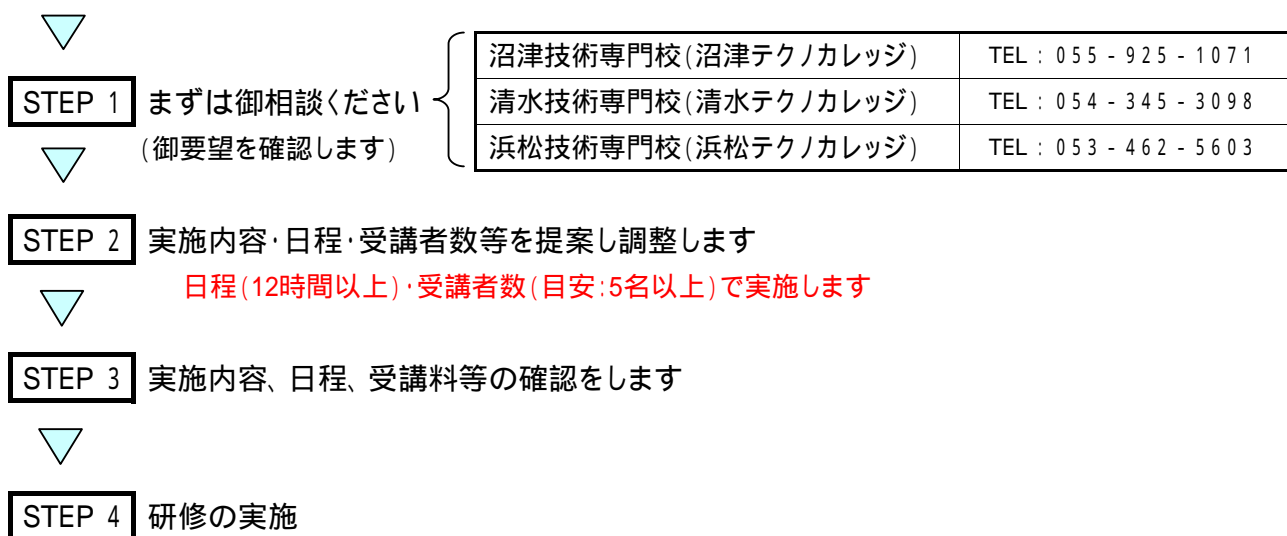 沼津技術専門校(沼津テクノカレッジ) TEL：055-925-1071
STEP 1 まずは御相談ください 清水技術専門校(清水テクノカレッジ) TEL：054-345-3098
(御要望を確認します) 浜松技術専門校(浜松テクノカレッジ) TEL：053-462-5603
STEP 2 実施内容・日程・受講者数等を提案し調整します
日程(12時間以上)・受講者数(目安：5名以上)で実施します
STEP 3 実施内容、日程、受講料等の確認をします
STEP 4 研修の実施